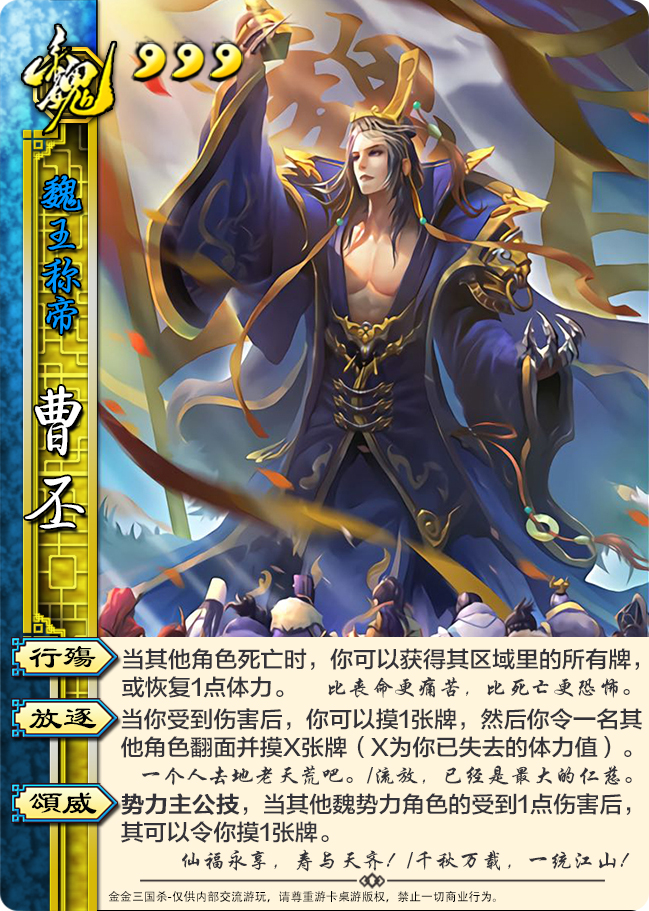 魏
魏王称帝
曹丕
魏
行殤
当其他角色死亡时，你可以获得其区域里的所有牌，
或恢复1点体力。 比丧命更痛苦，比死亡更恐怖。
放逐
当你受到伤害后，你可以摸1张牌，然后你令一名其
他角色翻面并摸X张牌（X为你已失去的体力值）。
一个人去地老天荒吧。/流放，已经是最大的仁慈。
頌威
势力主公技，当其他魏势力角色的受到1点伤害后，
其可以令你摸1张牌。
仙福永享，寿与天齐！/千秋万载，一统江山！
金金三国杀-仅供内部交流游玩，请尊重游卡桌游版权，禁止一切商业行为。